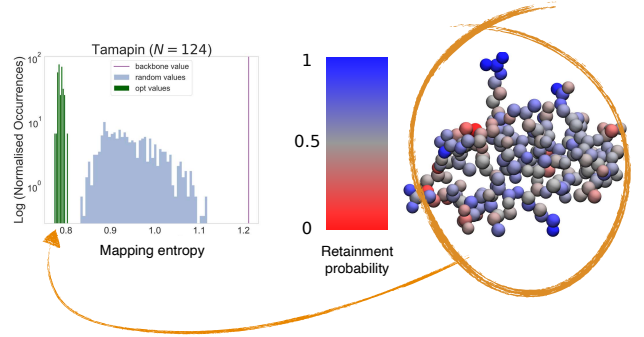 Tamapin (N = 124)
backbone value
random values
opt values
Log (Normalised Occurrences)
10²
10¹
10⁰
0.8 0.9 1.0 1.1 1.2
Mapping entropy
1
0.5
0
Retainment
probability